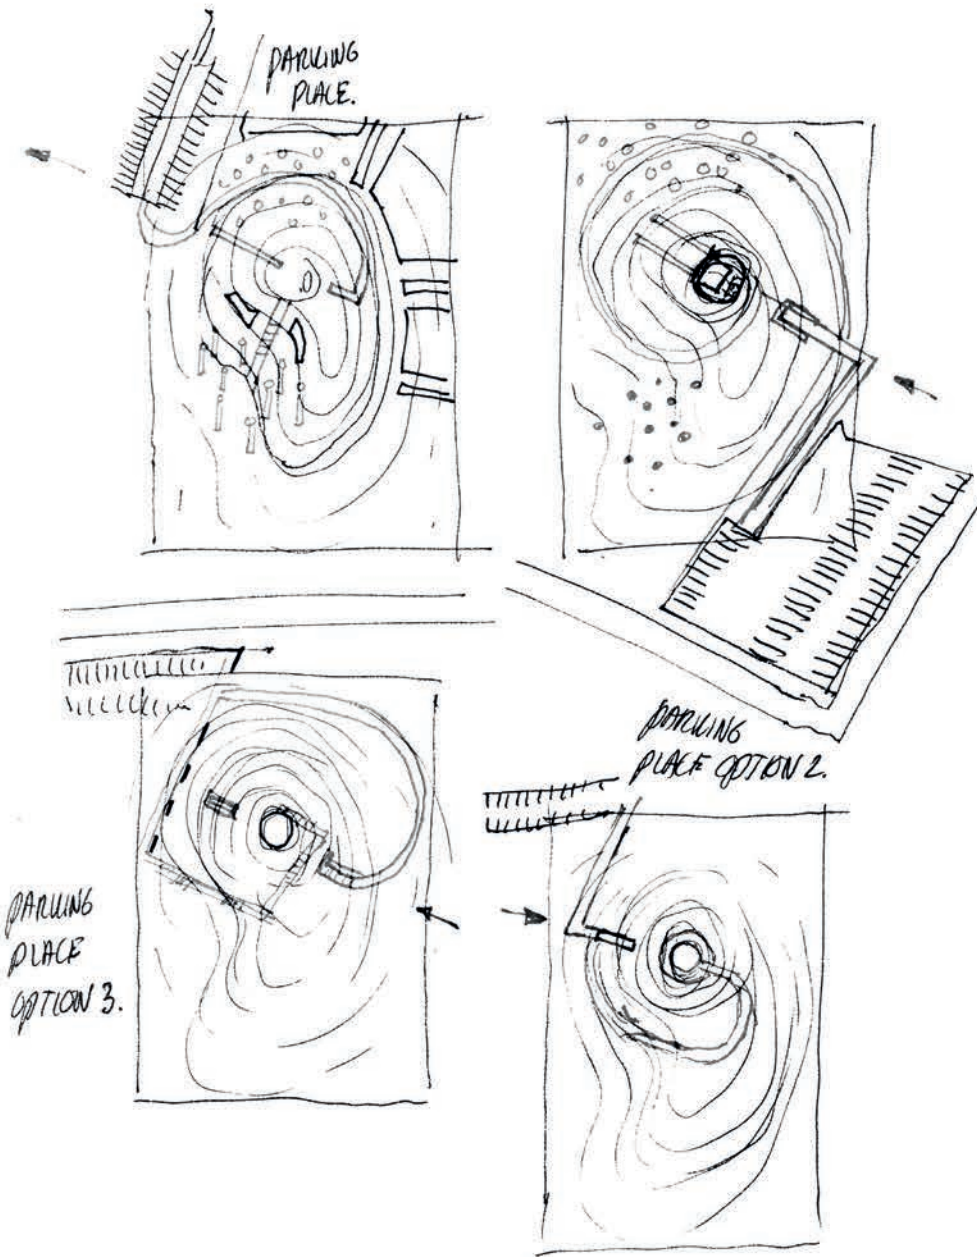 PARKING
PLACE.
PARKING
PLACE OPTION 2.
PARKING
PLACE
OPTION 3.